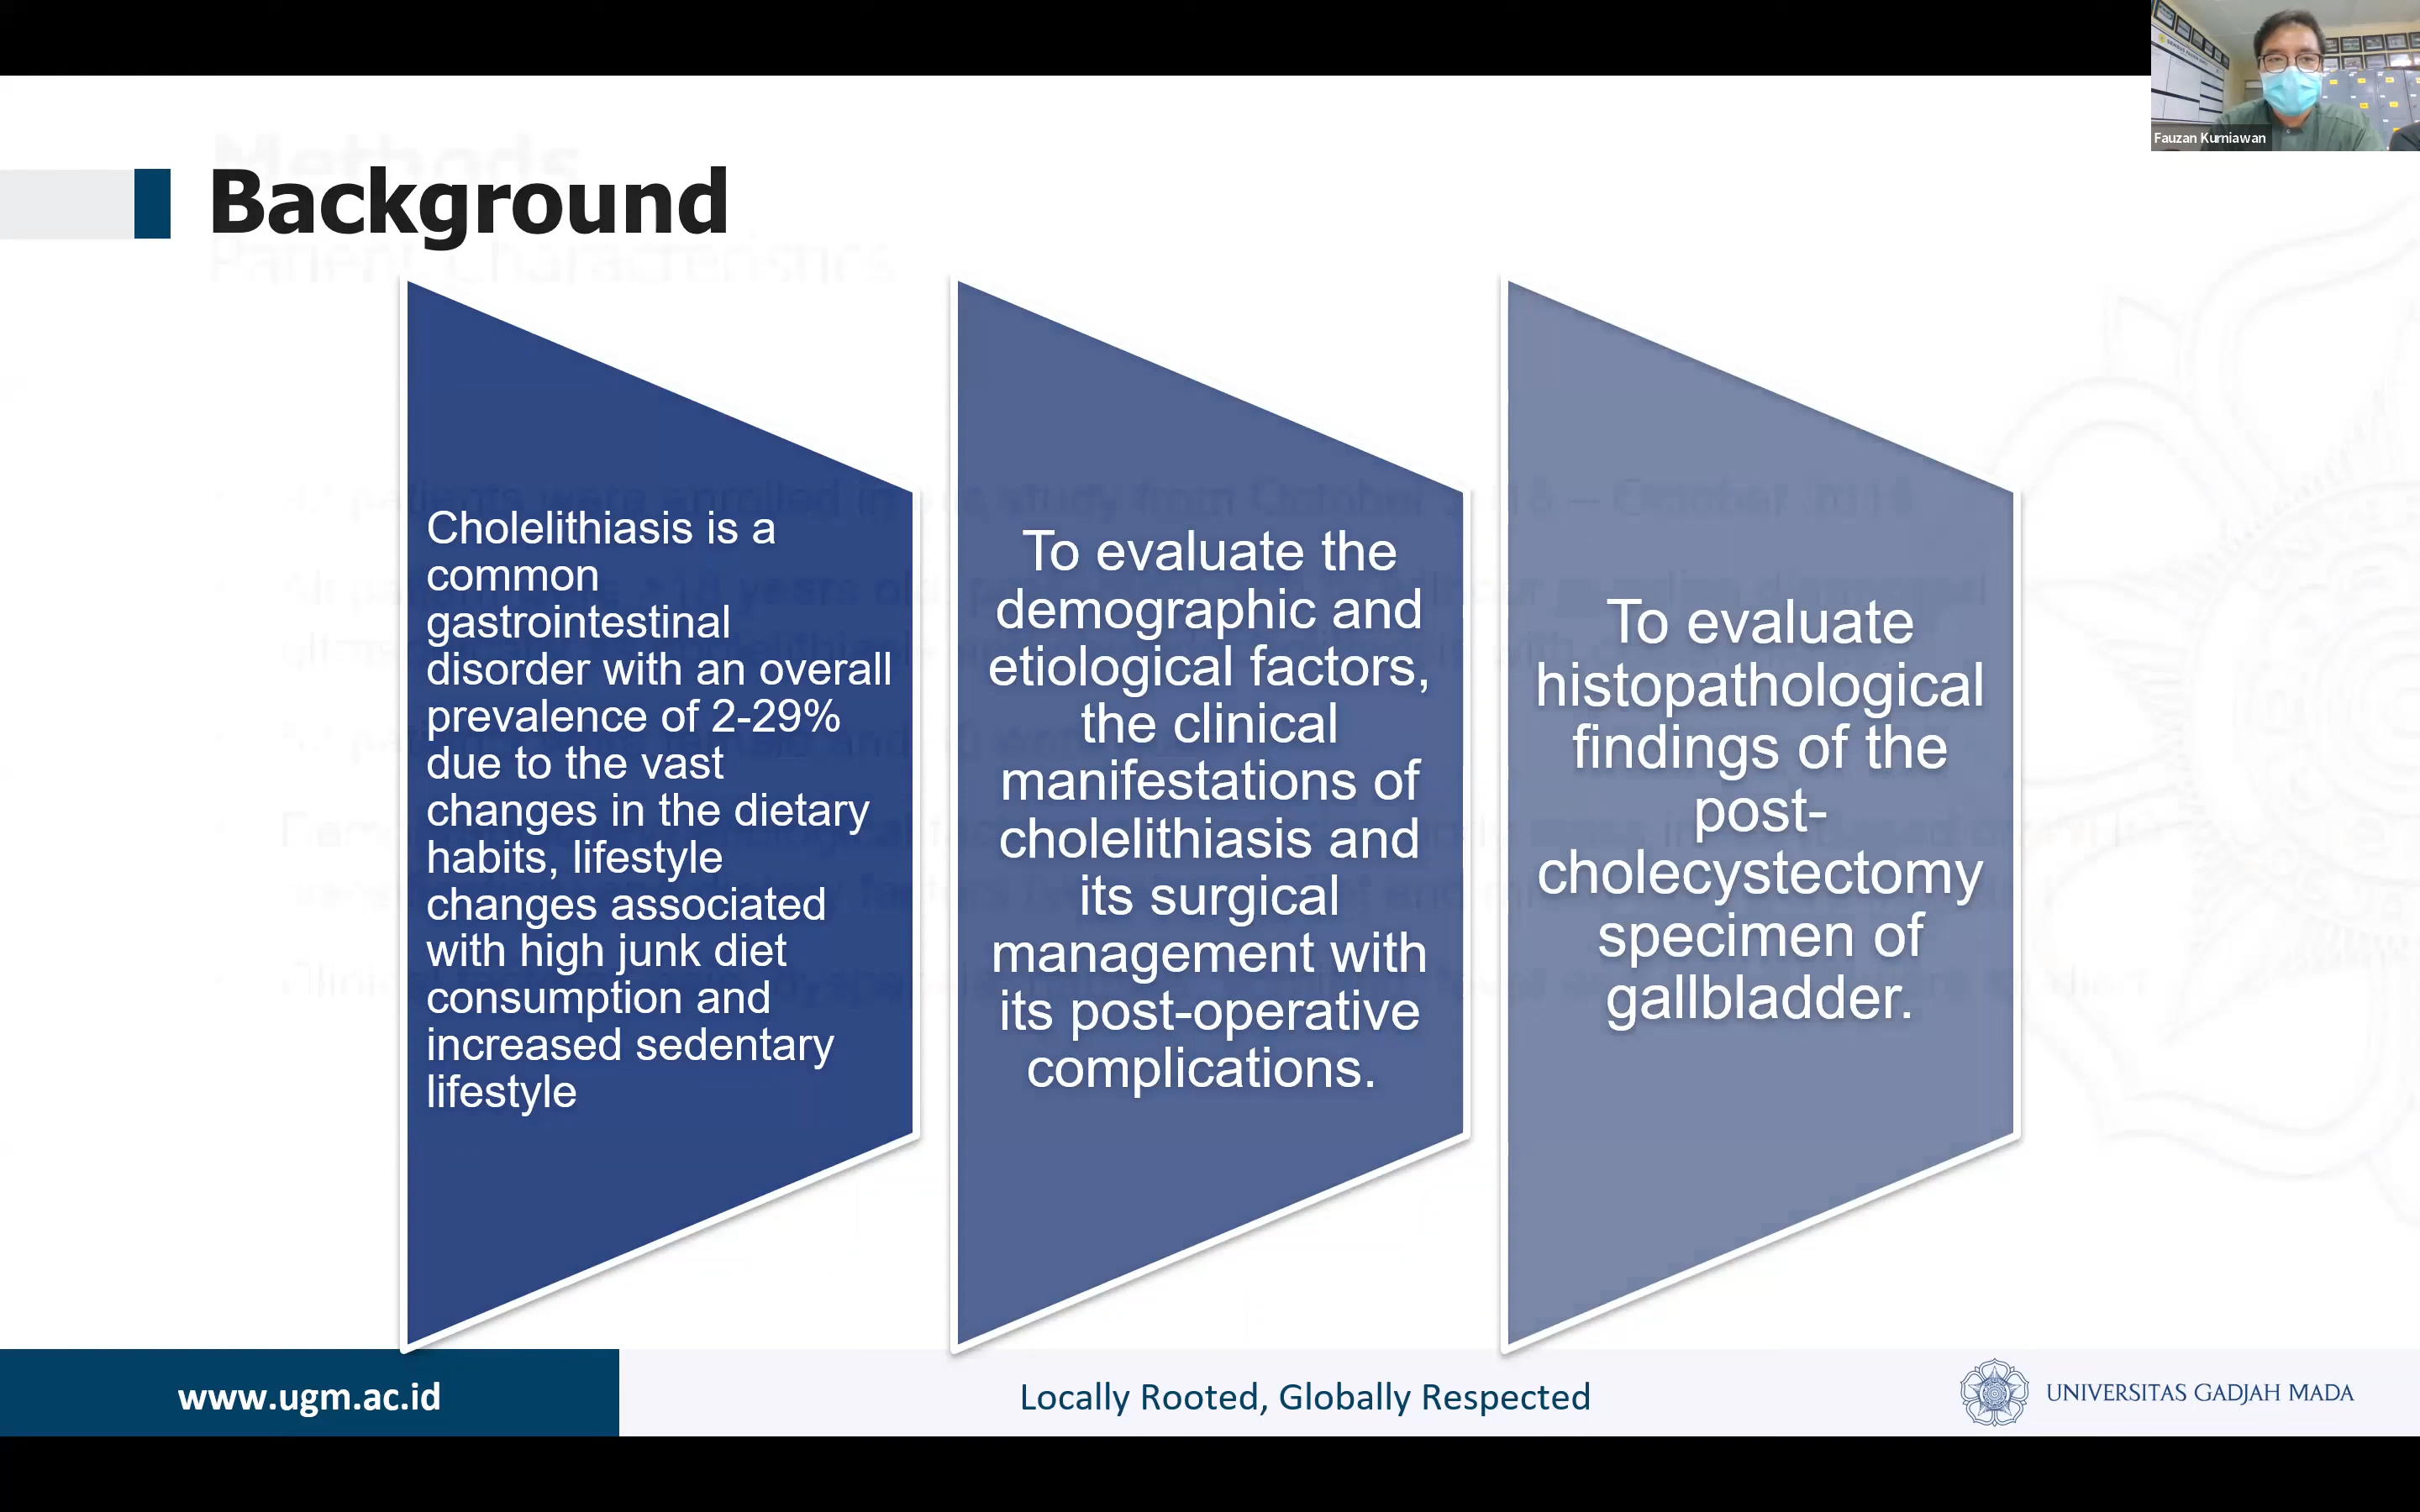 Fauzan Kurniawan
Methods
Background
Patient Characteristics
Cholelithiasis is a
common
gastrointestinal
disorder with an overall
prevalence of 2-29%
due to the vast
changes in the dietary
habits, lifestyle
changes associated
with high junk diet
consumption and
increased sedentary
lifestyle
To evaluate the
demographic and
etiological factors,
the clinical
manifestations of
cholelithiasis and
its surgical
management with
its post-operative
complications.
To evaluate
histopathological
findings of the
post-
cholecystectomy
specimen of
gallbladder.
www.ugm.ac.id
Locally Rooted, Globally Respected
UNIVERSITAS GADJAH MADA